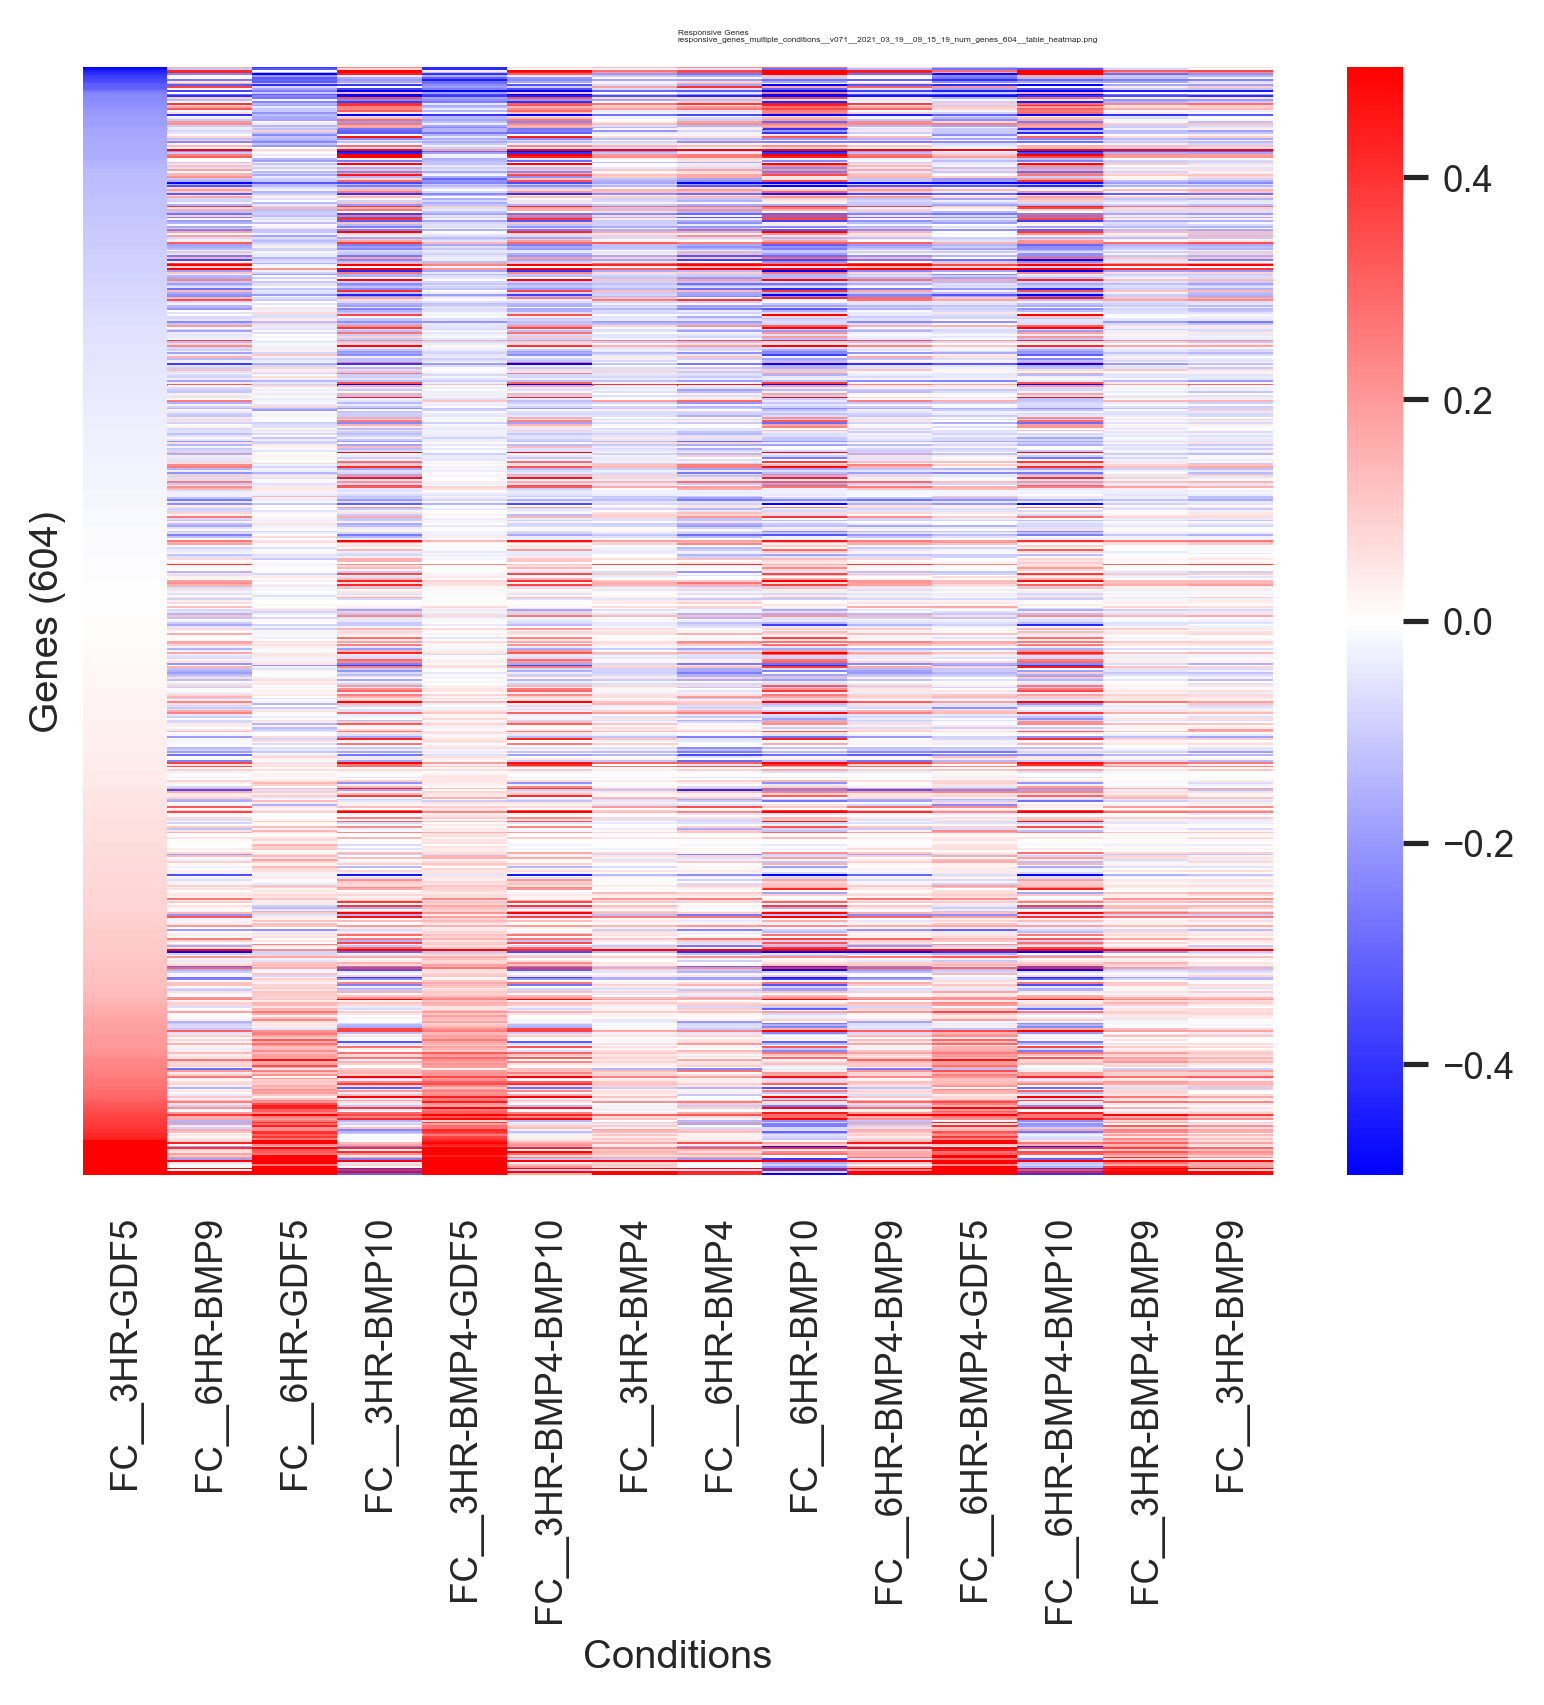 Responsive Genes
responsive_genes_multiple_conditions__v071__2021_03_19__09_15_19_num_genes_604__table_heatmap.png
Genes (604)
0.4
0.2
0.0
−0.2
−0.4
FC__3HR-GDF5
FC__6HR-BMP9
FC__6HR-GDF5
FC__3HR-BMP10
FC__3HR-BMP4-GDF5
FC__3HR-BMP4-BMP10
FC__3HR-BMP4
FC__6HR-BMP4
FC__6HR-BMP10
FC__6HR-BMP4-BMP9
FC__6HR-BMP4-GDF5
FC__6HR-BMP4-BMP10
FC__3HR-BMP4-BMP9
FC__3HR-BMP9
Conditions